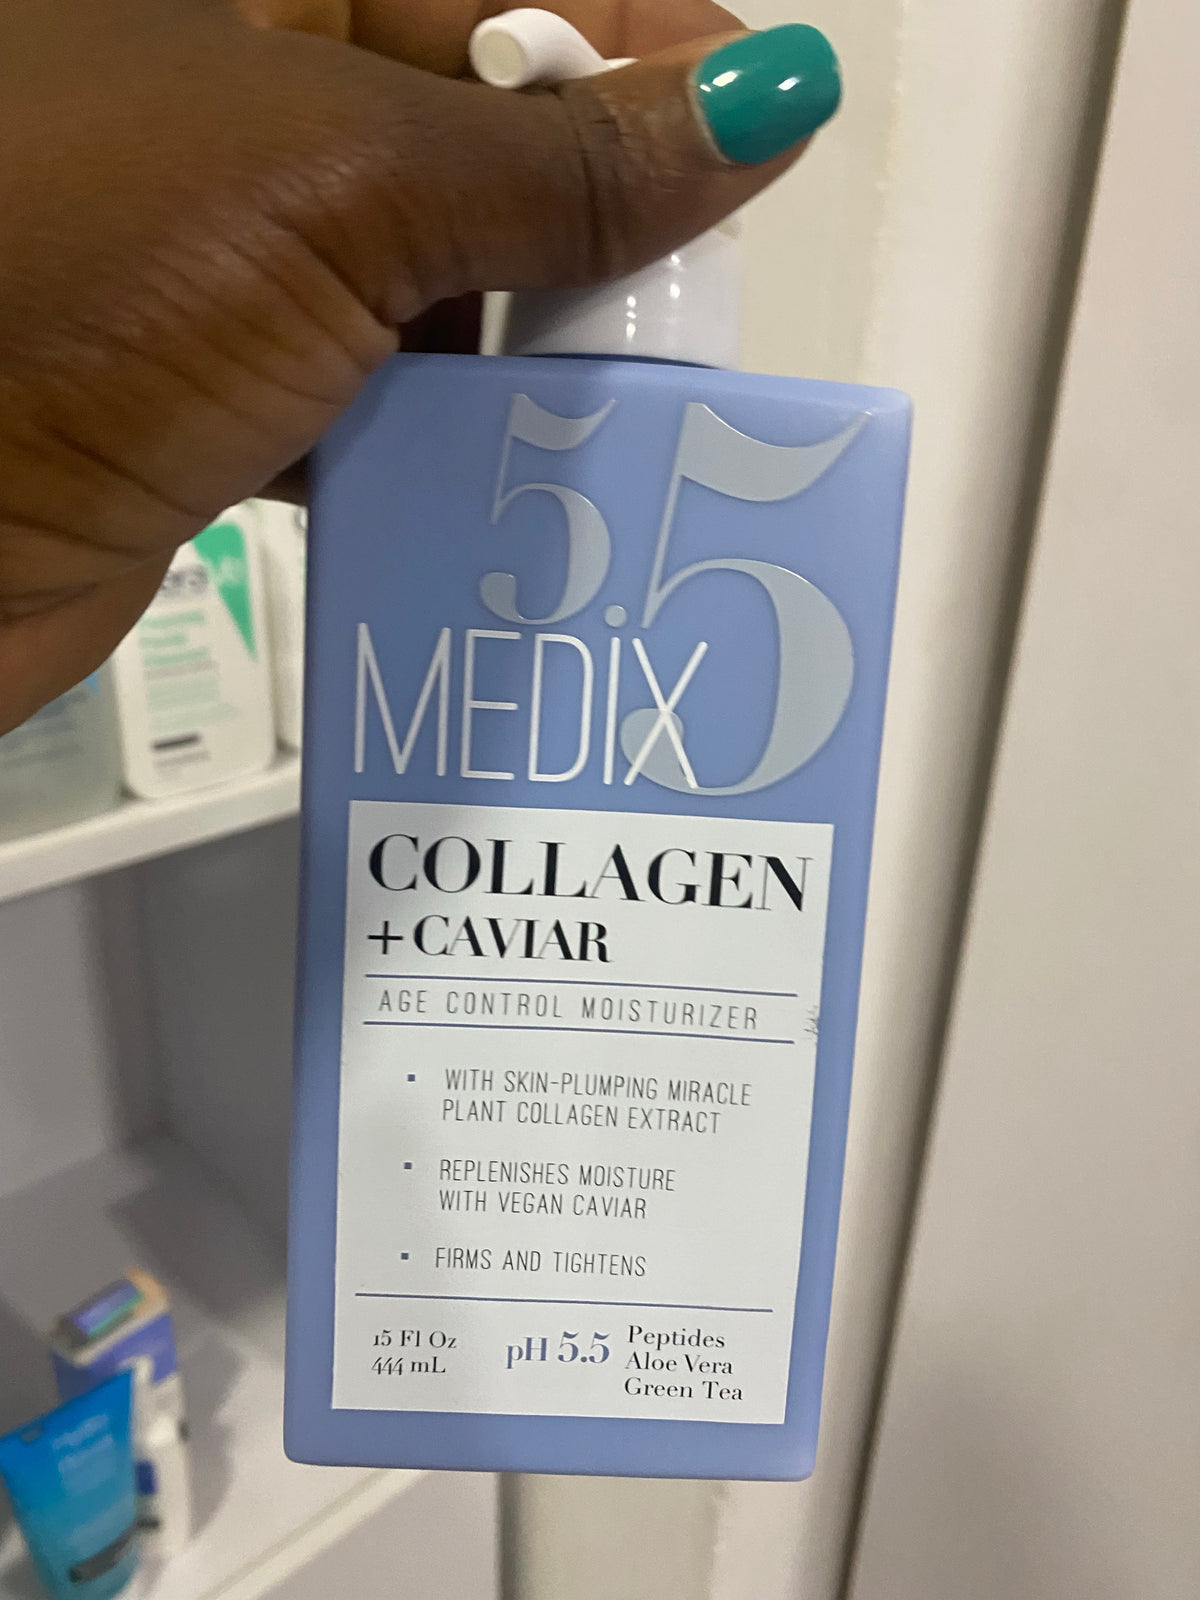 5.5
MEDiX
COLLAGEN
+CAVIAR
AGE CONTROL MOISTURIZER
▪ WITH SKIN-PLUMPING MIRACLE
PLANT COLLAGEN EXTRACT
▪ REPLENISHES MOISTURE
WITH VEGAN CAVIAR
▪ FIRMS AND TIGHTENS
15 Fl Oz
444 mL
pH 5.5
Peptides
Aloe Vera
Green Tea